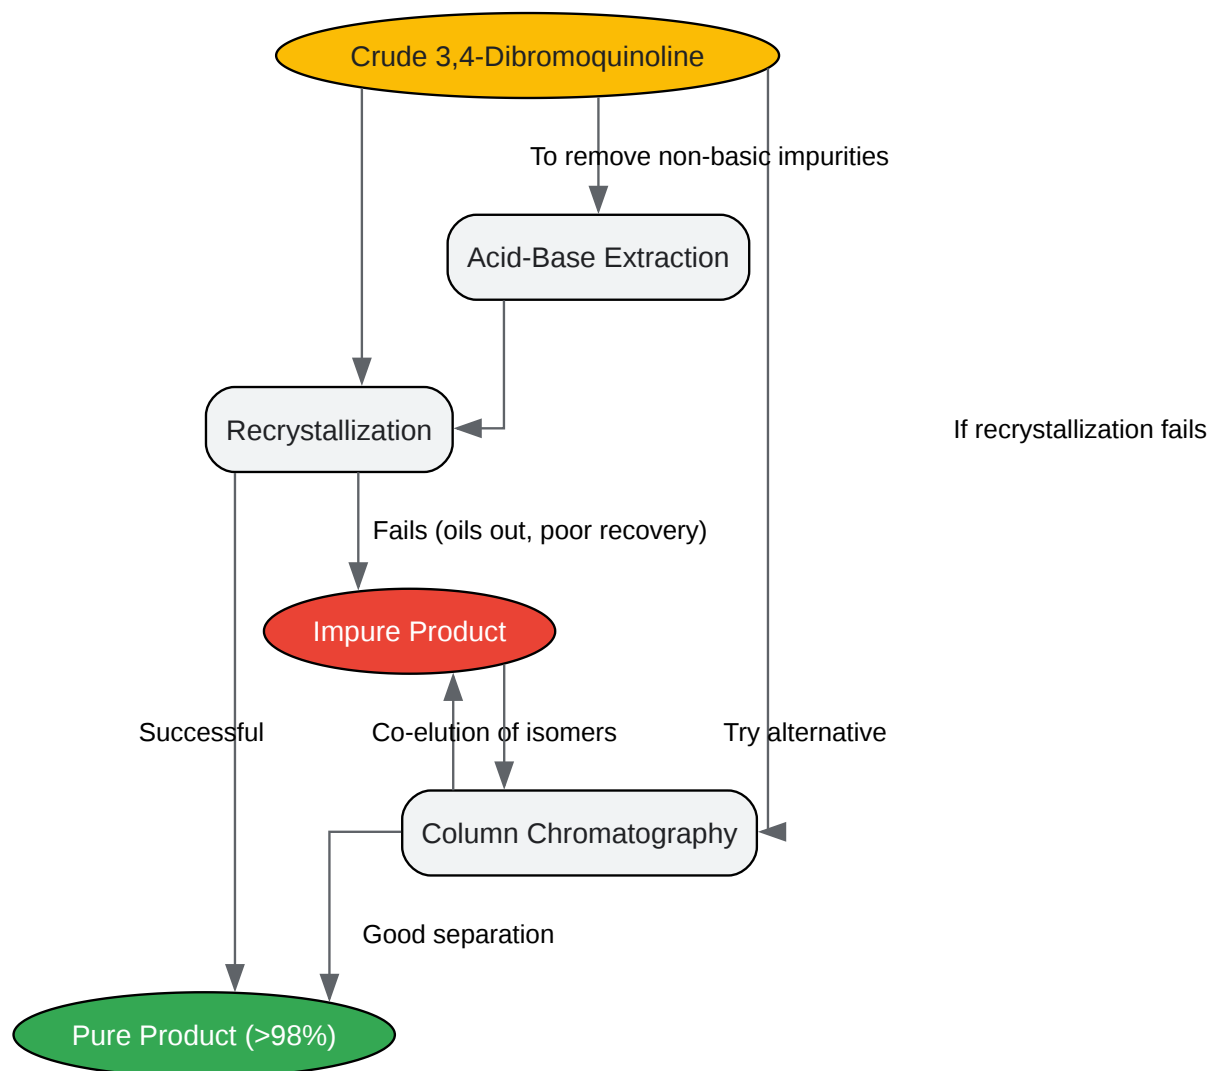 Crude 3,4-Dibromoquinoline
To remove non-basic impurities
Acid-Base Extraction
Recrystallization
If recrystallization fails
Fails (oils out, poor recovery)
Impure Product
Successful
Co-elution of isomers
Try alternative
Column Chromatography
Good separation
Pure Product (>98%)